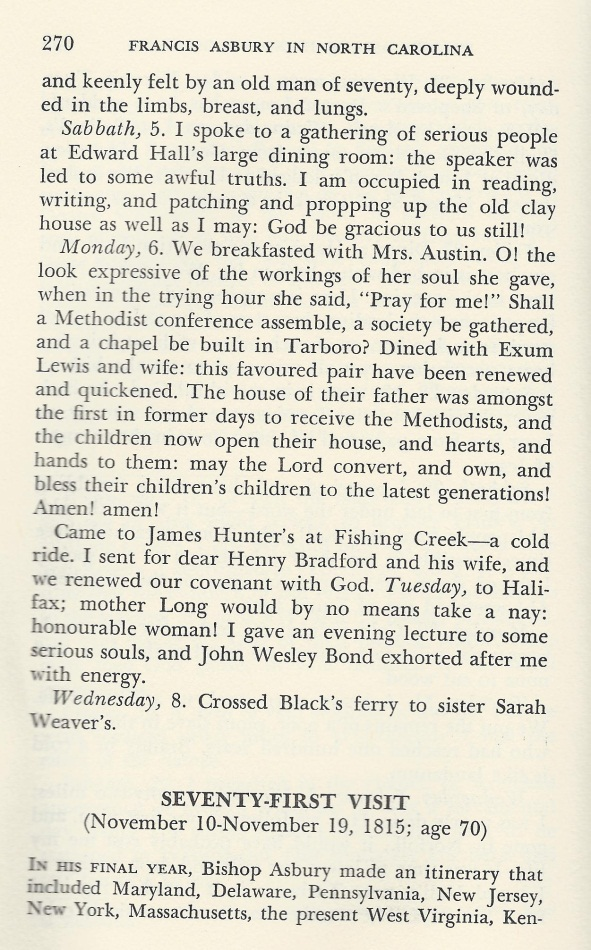 270 FRANCIS ASBURY IN NORTH CAROLINA
and keenly felt by an old man of seventy, deeply wound-
ed in the limbs, breast, and lungs.
Sabbath, 5. I spoke to a gathering of serious people
at Edward Hall's large dining room: the speaker was
led to some awful truths. I am occupied in reading,
writing, and patching and propping up the old clay
house as well as I may: God be gracious to us still!
Monday, 6. We breakfasted with Mrs. Austin. O! the
look expressive of the workings of her soul she gave,
when in the trying hour she said, "Pray for me!" Shall
a Methodist conference assemble, a society be gathered,
and a chapel be built in Tarboro? Dined with Exum
Lewis and wife: this favoured pair have been renewed
and quickened. The house of their father was amongst
the first in former days to receive the Methodists, and
the children now open their house, and hearts, and
hands to them: may the Lord convert, and own, and
bless their children's children to the latest generations!
Amen! amen!
Came to James Hunter's at Fishing Creek—a cold
ride. I sent for dear Henry Bradford and his wife, and
we renewed our covenant with God. Tuesday, to Hali-
fax; mother Long would by no means take a nay:
honourable woman! I gave an evening lecture to some
serious souls, and John Wesley Bond exhorted after me
with energy.
Wednesday, 8. Crossed Black's ferry to sister Sarah
Weaver's.
SEVENTY-FIRST VISIT
(November 10-November 19, 1815; age 70)
IN HIS FINAL YEAR, Bishop Asbury made an itinerary that
included Maryland, Delaware, Pennsylvania, New Jersey,
New York, Massachusetts, the present West Virginia, Ken-